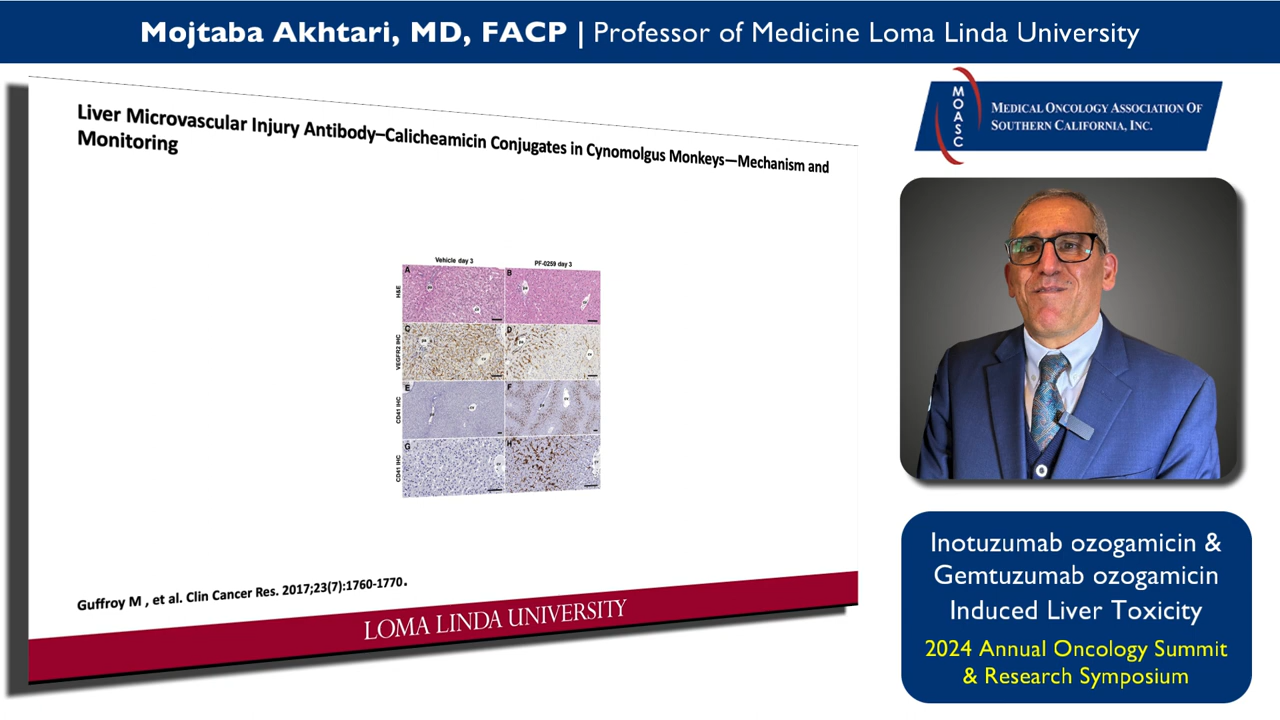 Mojtaba Akhtari, MD, FACP | Professor of Medicine Loma Linda University
Liver Microvascular Injury Antibody–Calicheamicin Conjugates in Cynomolgus Monkeys—Mechanism and
Monitoring
Vehicle day 3
PF-0259 day 3
H&E
A
B
VEGFR2 IHC
C
D
CD41 IHC
E
F
CD41 IHC
G
H
Guffroy M , et al. Clin Cancer Res. 2017;23(7):1760-1770.
LOMA LINDA UNIVERSITY
MOASC
MEDICAL ONCOLOGY ASSOCIATION OF
SOUTHERN CALIFORNIA, INC.
Inotuzumab ozogamicin &
Gemtuzumab ozogamicin
Induced Liver Toxicity
2024 Annual Oncology Summit
& Research Symposium